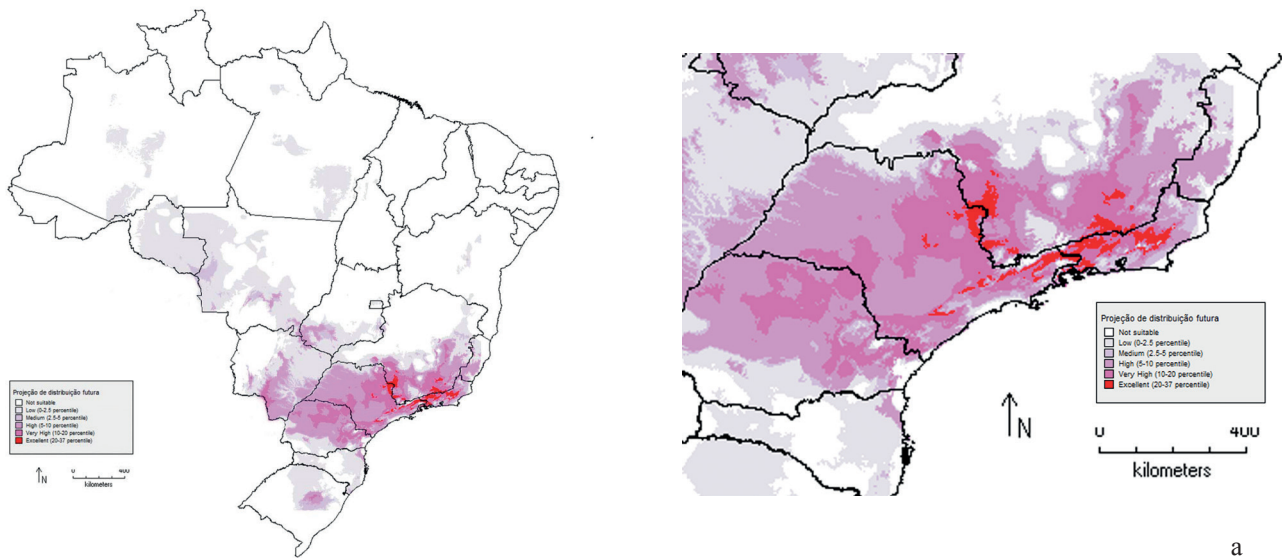 Projeção de distribuição futura
Not suitable
Low (0-2.5 percentile)
Medium (2.5-5 percentile)
High (5-10 percentile)
Very High (10-20 percentile)
Excellent (20-37 percentile)
N
0 400
kilometers
Projeção de distribuição futura
Not suitable
Low (0-2.5 percentile)
Medium (2.5-5 percentile)
High (5-10 percentile)
Very High (10-20 percentile)
Excellent (20-37 percentile)
N
0 400
kilometers
a